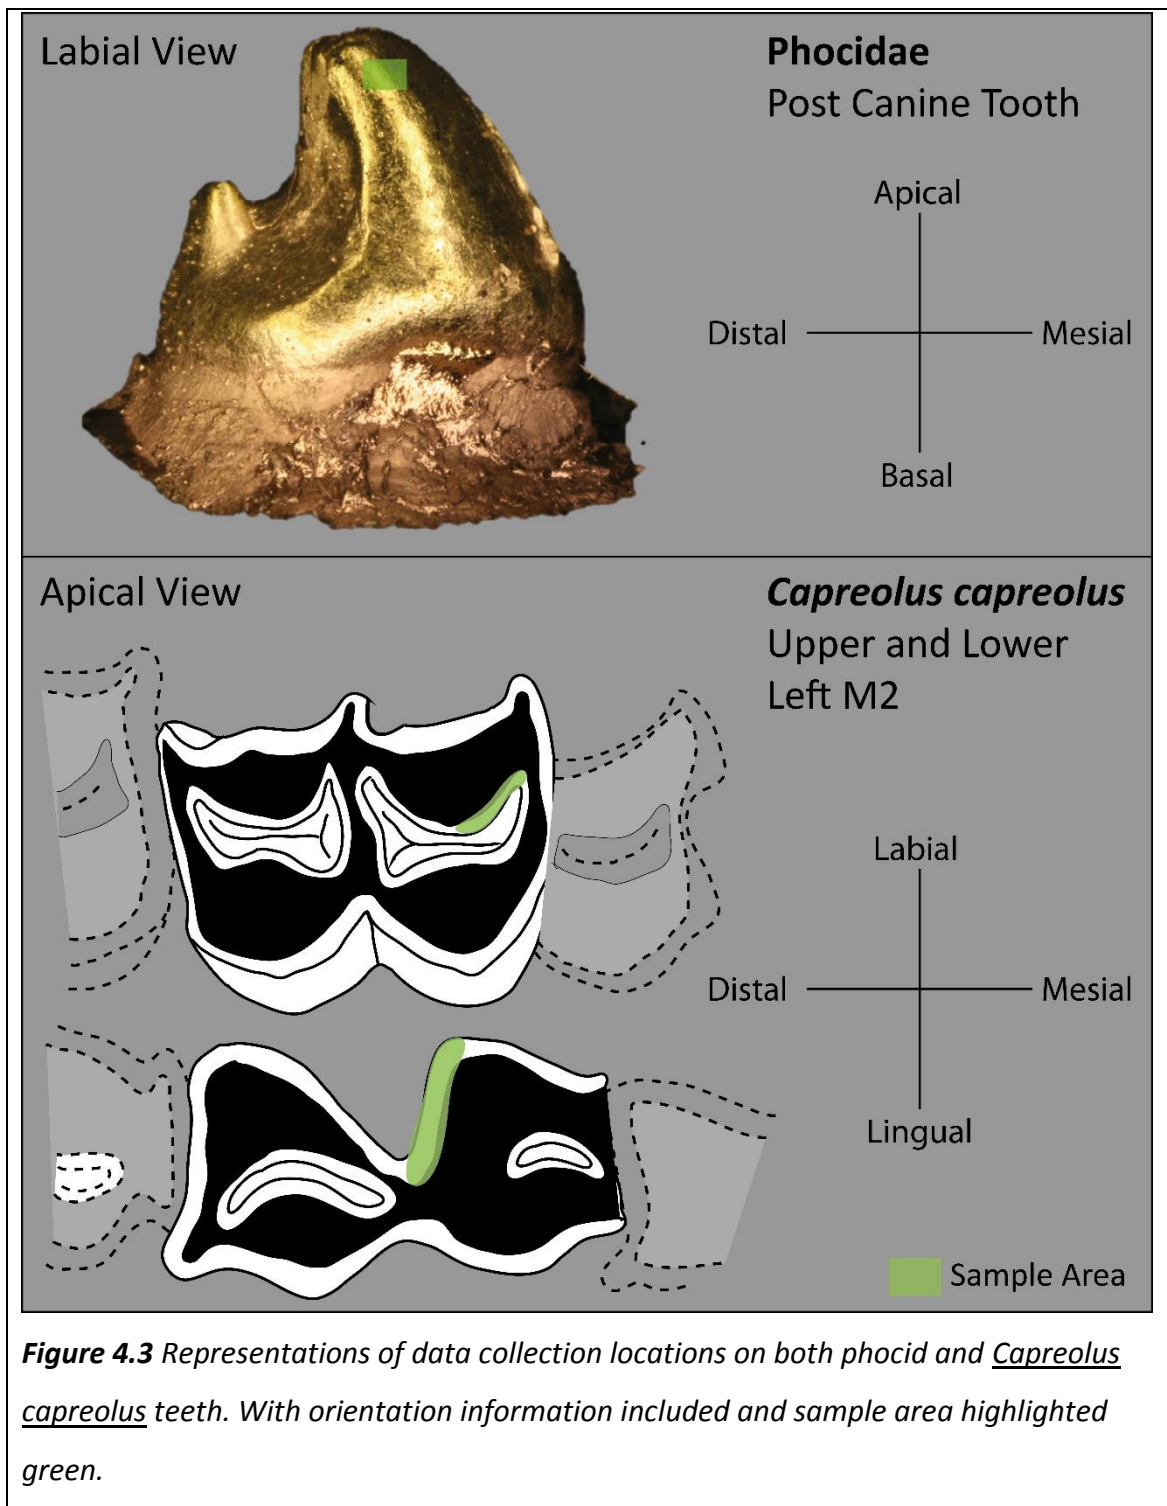 Labial View
Phocidae
Post Canine Tooth
Apical
Distal
Mesial
Basal
Apical View
Capreolus capreolus
Upper and Lower
Left M2
Labial
Distal
Mesial
Lingual
Sample Area
Figure 4.3 Representations of data collection locations on both phocid and Capreolus
capreolus teeth. With orientation information included and sample area highlighted
green.